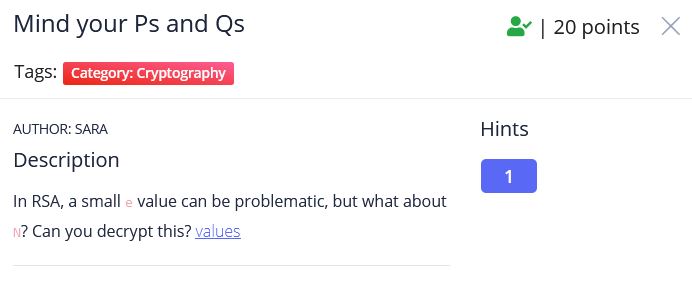 Mind your Ps and Qs
| 20 points
Tags: Category: Cryptography
AUTHOR: SARA
Description
In RSA, a small e value can be problematic, but what about
N? Can you decrypt this? values
Hints
1